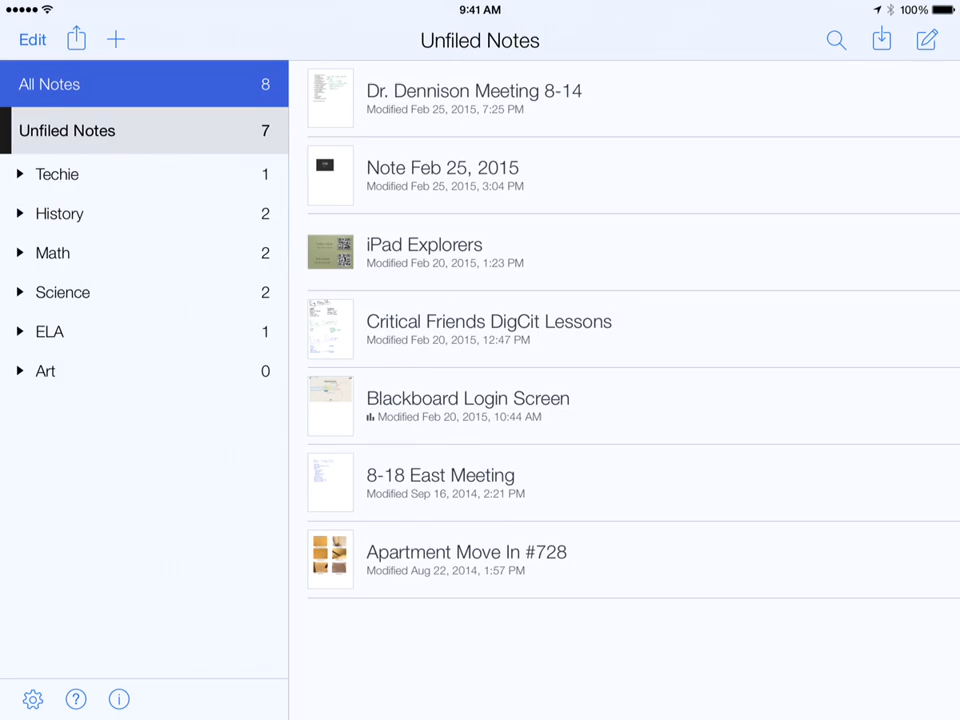 9:41 AM
100%
Edit
Unfiled Notes
All Notes 8
Unfiled Notes 7
Techie 1
History 2
Math 2
Science 2
ELA 1
Art 0
Dr. Dennison Meeting 8-14
Modified Feb 25, 2015, 7:25 PM
Note Feb 25, 2015
Modified Feb 25, 2015, 3:04 PM
iPad Explorers
Modified Feb 20, 2015, 1:23 PM
Critical Friends DigCit Lessons
Modified Feb 20, 2015, 12:47 PM
Blackboard Login Screen
Modified Feb 20, 2015, 10:44 AM
8-18 East Meeting
Modified Sep 16, 2014, 2:21 PM
Apartment Move In #728
Modified Aug 22, 2014, 1:57 PM